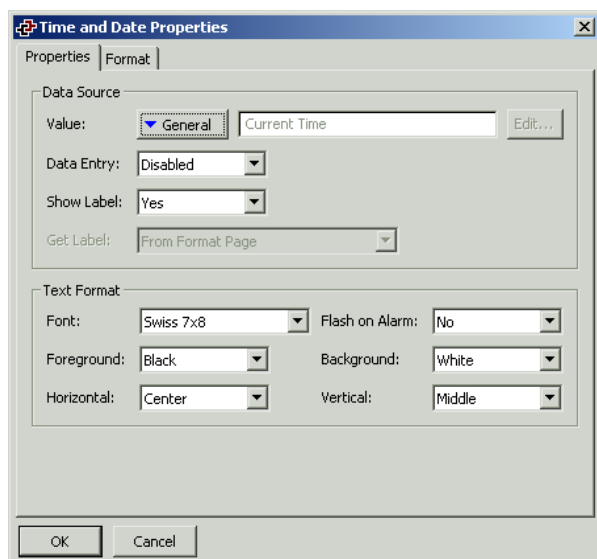 Time and Date Properties
Properties Format
Data Source
Value: General Current Time Edit...
Data Entry: Disabled
Show Label: Yes
Get Label: From Format Page
Text Format
Font: Swiss 7x8 Flash on Alarm: No
Foreground: Black Background: White
Horizontal: Center Vertical: Middle
OK Cancel